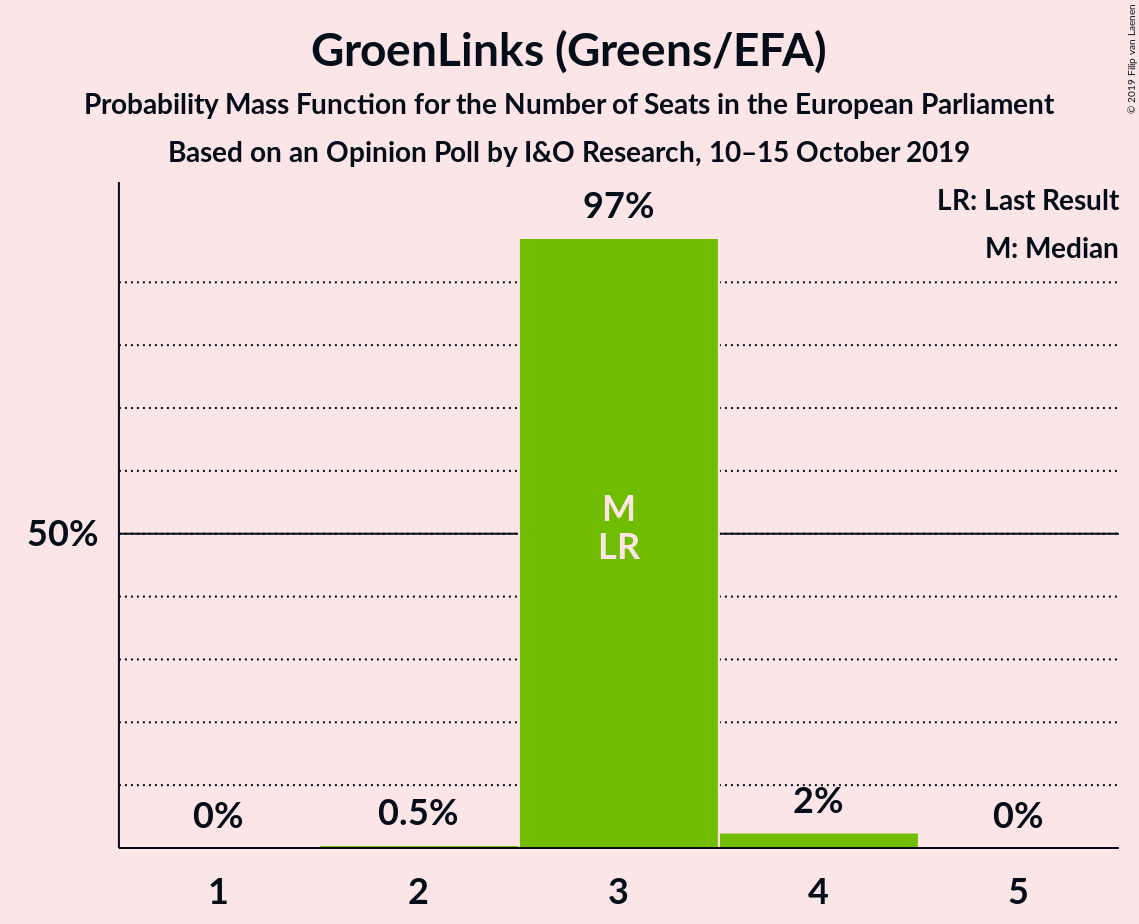 GroenLinks (Greens/EFA)
Probability Mass Function for the Number of Seats in the European Parliament
Based on an Opinion Poll by I&O Research, 10–15 October 2019
© 2019 Filip van Laenen
LR: Last Result
M: Median
97%
M
50%
LR
0%
0.5%
2%
0%
1
2
3
4
5